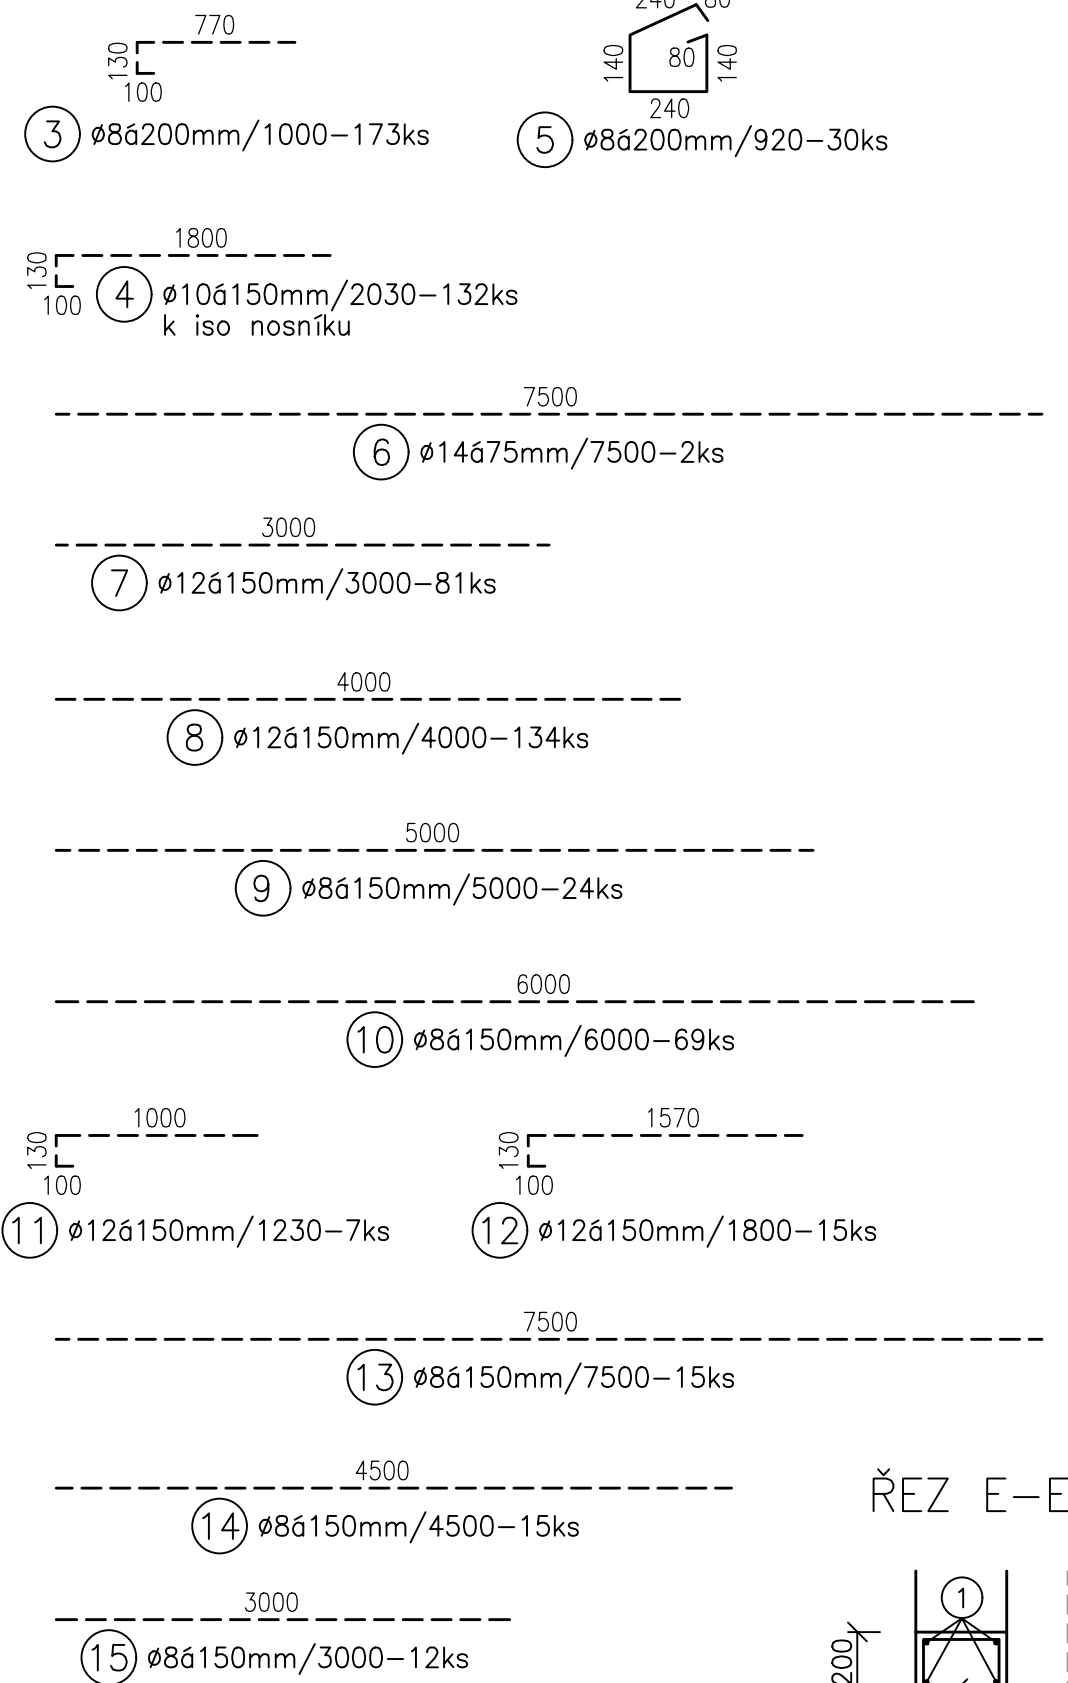 770
130
100
3 ø8á200mm/1000-173ks
240 80
140 80 140
240
5 ø8á200mm/920-30ks
1800
130
100
4 ø10á150mm/2030-132ks
k iso nosníku
7500
6 ø14á75mm/7500-2ks
3000
7 ø12á150mm/3000-81ks
4000
8 ø12á150mm/4000-134ks
5000
9 ø8á150mm/5000-24ks
6000
10 ø8á150mm/6000-69ks
1000
130
100
11 ø12á150mm/1230-7ks
1570
130
100
12 ø12á150mm/1800-15ks
7500
13 ø8á150mm/7500-15ks
4500
14 ø8á150mm/4500-15ks
3000
15 ø8á150mm/3000-12ks
ŘEZ E-E
1
200